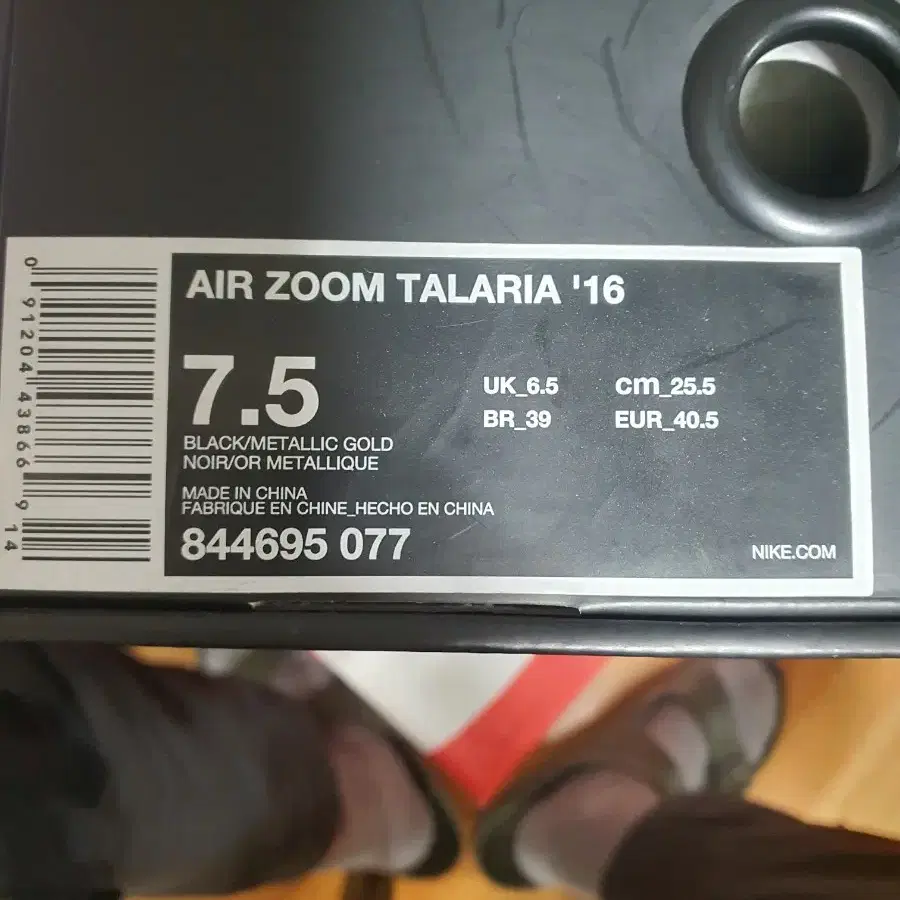 AIR ZOOM TALARIA '16
7.5
UK_6.5 cm_25.5
BR_39 EUR_40.5
BLACK/METALLIC GOLD
NOIR/OR METALLIQUE
MADE IN CHINA
FABRIQUE EN CHINE_HECHO EN CHINA
844695 077
NIKE.COM
0 91204 43866 9 14